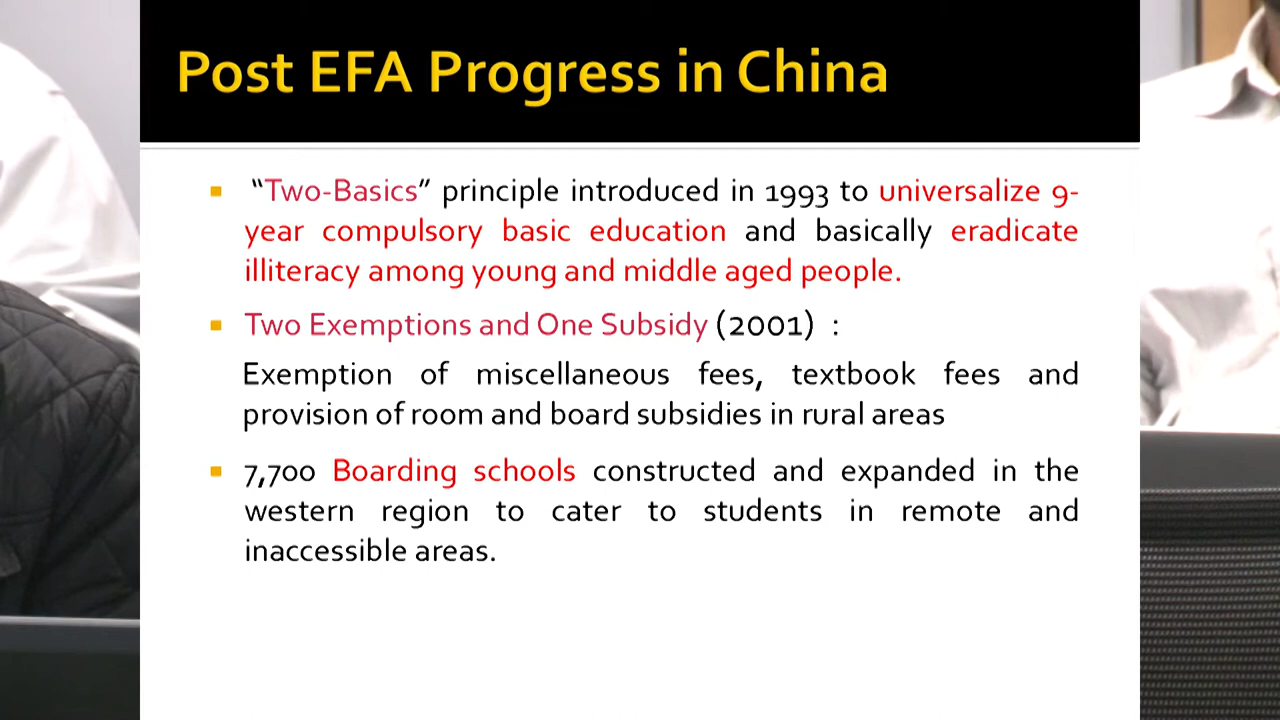 Post EFA Progress in China
“Two-Basics” principle introduced in 1993 to universalize 9-
year compulsory basic education and basically eradicate
illiteracy among young and middle aged people.
Two Exemptions and One Subsidy (2001) :
Exemption of miscellaneous fees, textbook fees and
provision of room and board subsidies in rural areas
7,700 Boarding schools constructed and expanded in the
western region to cater to students in remote and
inaccessible areas.